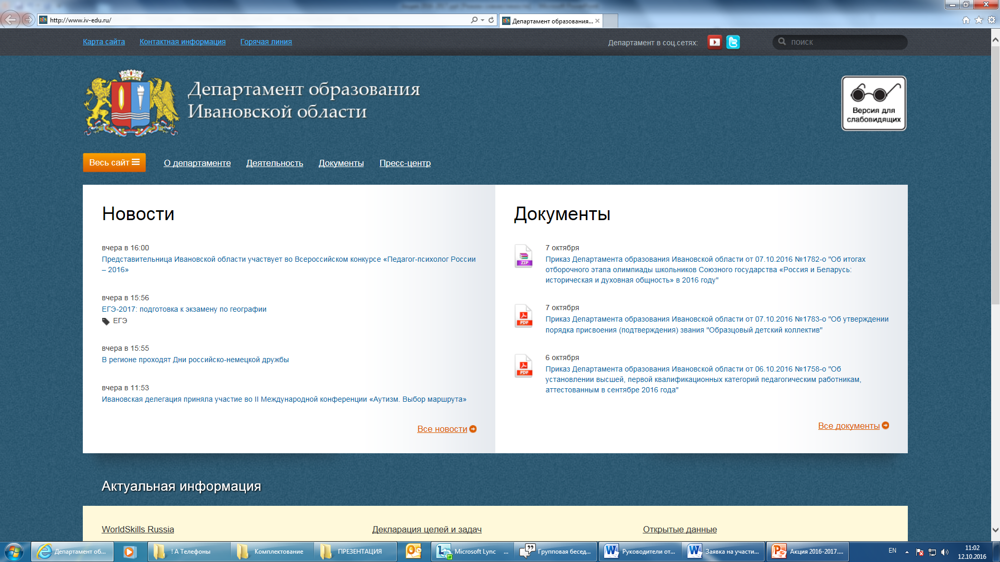 http://www.iv-edu.ru/
Департамент образования...
Карта сайта
Контактная информация
Горячая линия
Департамент в соц.сетях:
поиск
Департамент образования
Ивановской области
Версия для
слабовидящих
Весь сайт
О департаменте
Деятельность
Документы
Пресс-центр
Новости
вчера в 16:00
Представительница Ивановской области участвует во Всероссийском конкурсе «Педагог-психолог России
– 2016»
вчера в 15:56
ЕГЭ-2017: подготовка к экзамену по географии
ЕГЭ
вчера в 15:55
В регионе проходят Дни российско-немецкой дружбы
вчера в 11:53
Ивановская делегация приняла участие во II Международной конференции «Аутизм. Выбор маршрута»
Все новости
Документы
ZIP
7 октября
Приказ Департамента образования Ивановской области от 07.10.2016 №1782-о "Об итогах
отборочного этапа олимпиады школьников Союзного государства «Россия и Беларусь:
историческая и духовная общность» в 2016 году"
PDF
7 октября
Приказ Департамента образования Ивановской области от 07.10.2016 №1783-о "Об утверждении
порядка присвоения (подтверждения) звания "Образцовый детский коллектив"
PDF
6 октября
Приказ Департамента образования Ивановской области от 06.10.2016 №1758-о "Об
установлении высшей, первой квалификационных категорий педагогическим работникам,
аттестованным в сентябре 2016 года"
Все документы
Актуальная информация
WorldSkills Russia
Декларация целей и задач
Открытые данные
Департамент об...
! А Телефоны
Комплектование
ПРЕЗЕНТАЦИЯ
Microsoft Lync ...
Групповая бесед...
Руководители от...
Заявка на участи...
Акция 2016-2017....
EN
11:02
12.10.2016